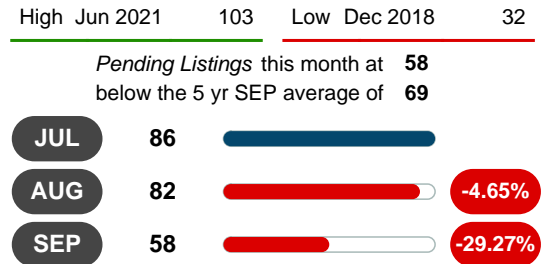 High Jun 2021 103 Low Dec 2018 32
Pending Listings this month at 58
below the 5 yr SEP average of 69
JUL 86
AUG 82 -4.65%
SEP 58 -29.27%